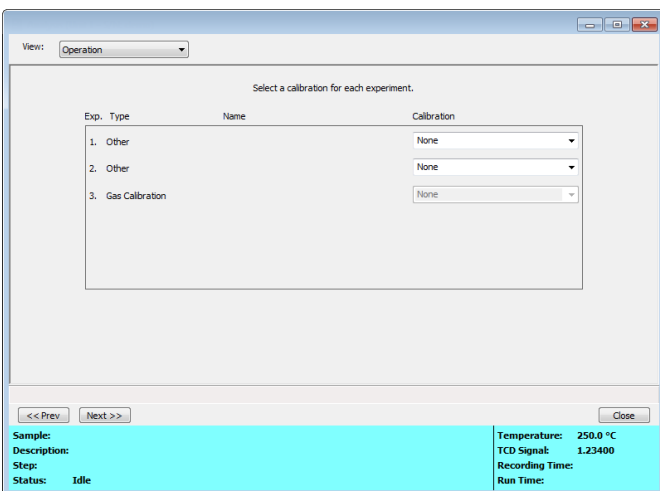 View: Operation
Select a calibration for each experiment.
Exp. Type Name Calibration
1. Other None
2. Other None
3. Gas Calibration None
<< Prev Next >> Close
Sample: Temperature: 250.0 °C
Description: TCD Signal: 1.23400
Step: Recording Time:
Status: Idle Run Time: